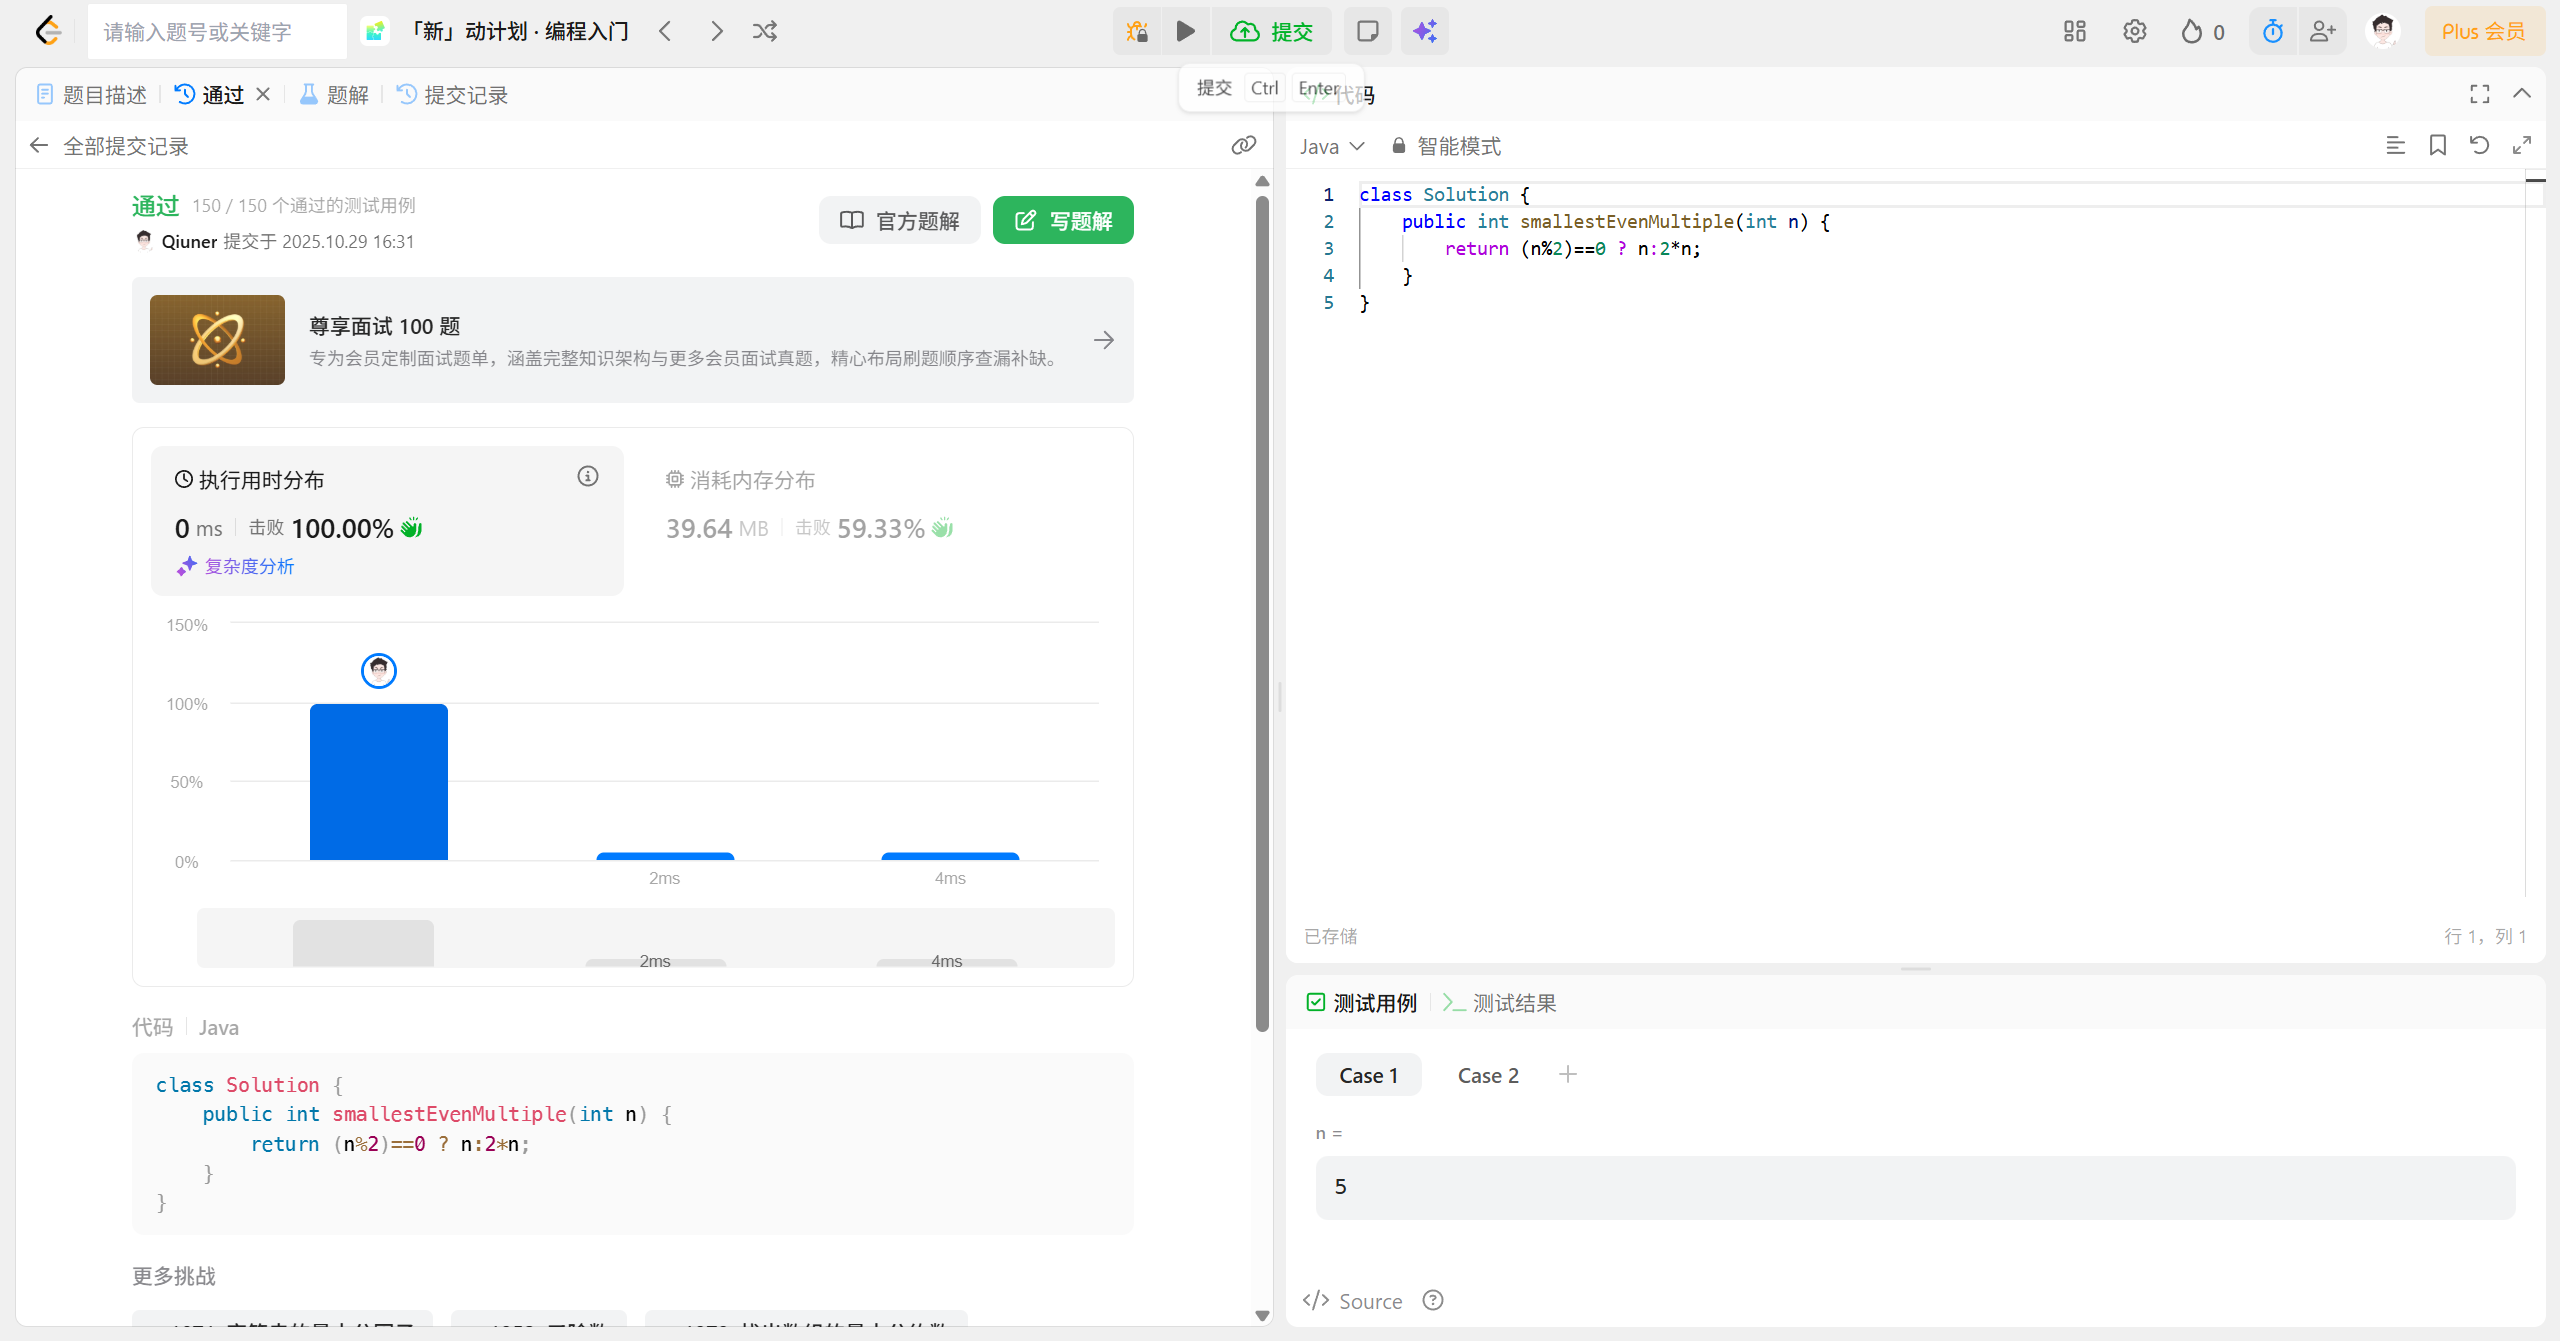 请输入题号或关键字
「新」动计划 · 编程入门
提交
0
Plus 会员
题目描述
通过
题解
提交记录
提交 Ctrl Enter
代码
全部提交记录
Java
智能模式
通过 150 / 150 个通过的测试用例
Qiuner 提交于 2025.10.29 16:31
官方题解
写题解
尊享面试 100 题
专为会员定制面试题单，涵盖完整知识架构与更多会员面试真题，精心布局刷题顺序查漏补缺。
执行用时分布
0 ms 击败 100.00%
复杂度分析
消耗内存分布
39.64 MB 击败 59.33%
150%
100%
50%
0%
2ms
4ms
2ms
4ms
代码 Java
class Solution {
public int smallestEvenMultiple(int n) {
return (n%2)==0 ? n:2*n;
}
}
更多挑战
1 class Solution {
2 public int smallestEvenMultiple(int n) {
3 return (n%2)==0 ? n:2*n;
4 }
5 }
已存储
行 1，列 1
测试用例
测试结果
Case 1
Case 2
n =
5
Source